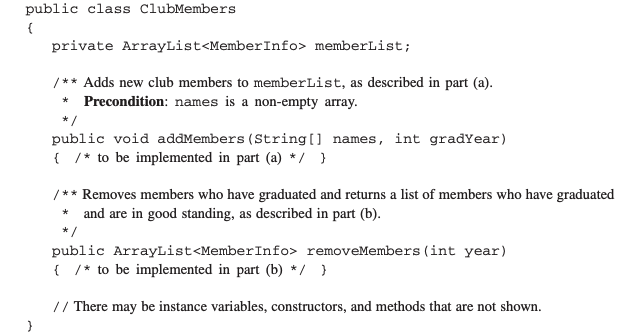 public class ClubMembers
{
private ArrayList<MemberInfo> memberList;
/** Adds new club members to memberList, as described in part (a).
* Precondition: names is a non-empty array.
*/
public void addMembers(String[] names, int gradYear)
{ /* to be implemented in part (a) */ }
/** Removes members who have graduated and returns a list of members who have graduated
* and are in good standing, as described in part (b).
*/
public ArrayList<MemberInfo> removeMembers(int year)
{ /* to be implemented in part (b) */ }
// There may be instance variables, constructors, and methods that are not shown.
}